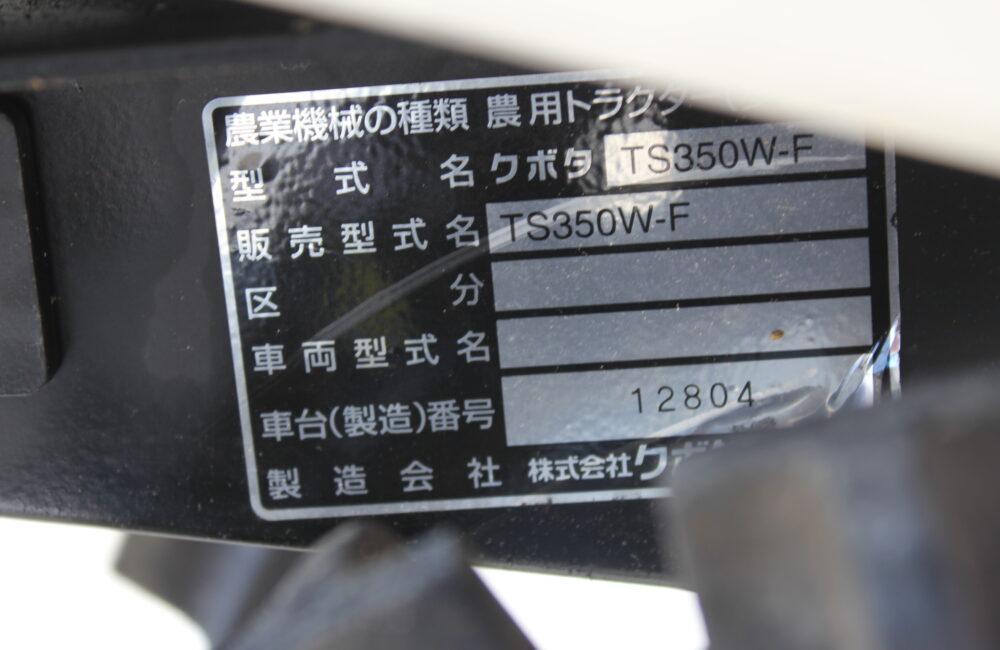 農業機械の種類 農用トラクター
型式名 クボタ TS350W-F
販売型式名 TS350W-F
区分
車両型式名
車台(製造)番号 12804
製造会社 株式会社クボ